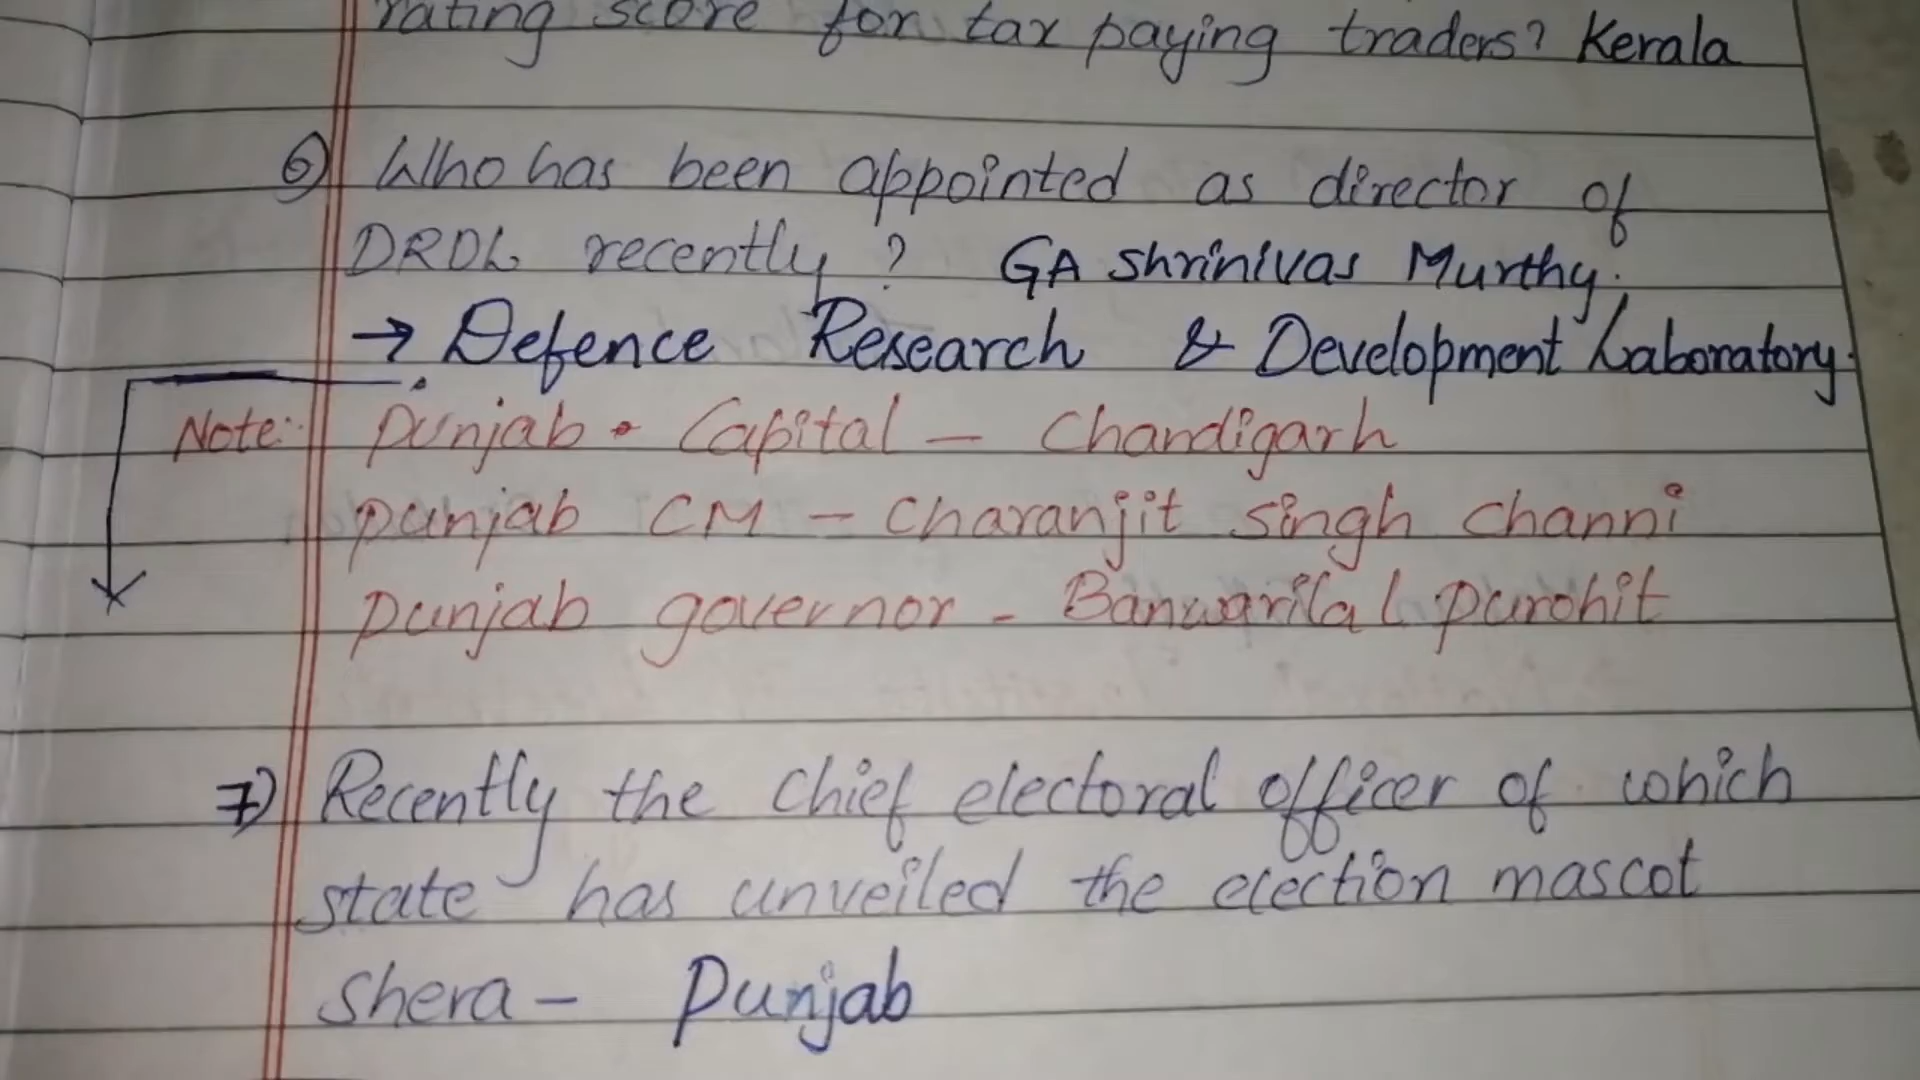 rating score for tax paying traders? Kerala
6) Who has been appointed as director of
DRDL recently? GA Shrinivas Murthy.
→ Defence Research & Development Laboratory.
Note:- Punjab • Capital – Chandigarh
punjab CM – Charanjit Singh Channi
punjab governor - Banwarilal purohit
7) Recently the chief electoral officer of which
state has unveiled the election mascot
Shera – Punjab